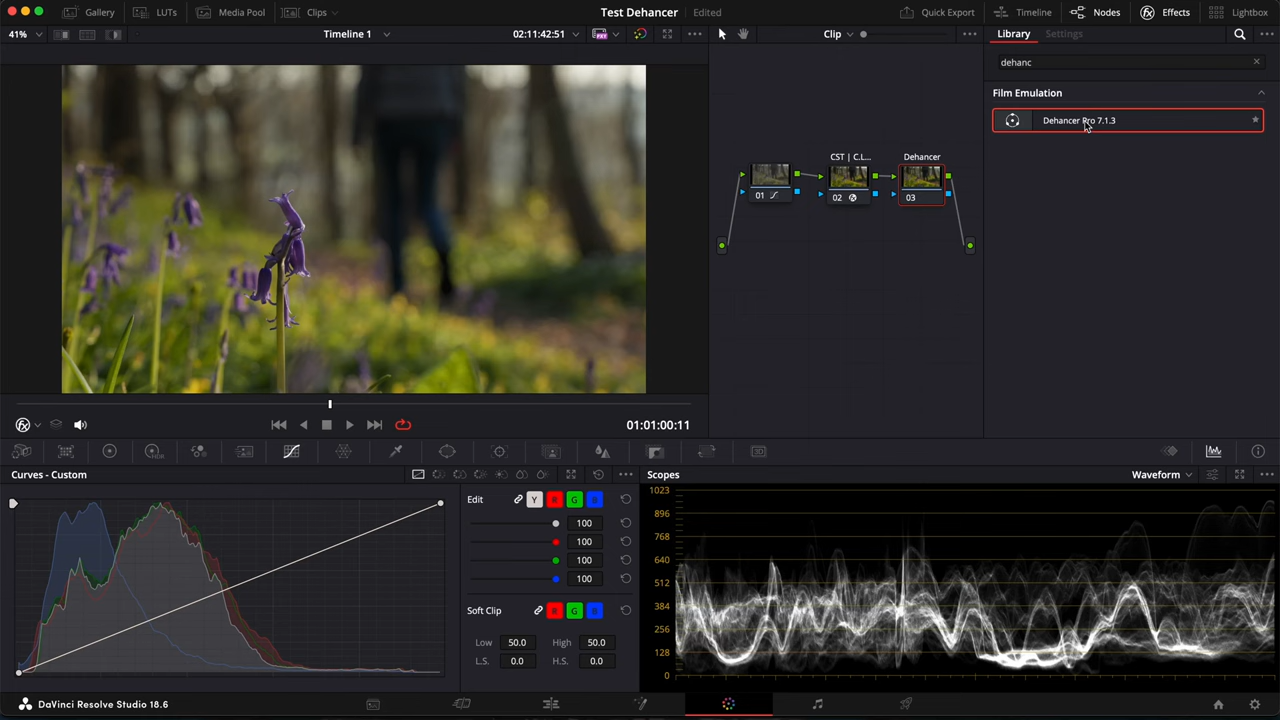 Gallery LUTs Media Pool Clips Test Dehancer Edited Quick Export Timeline Nodes Effects Lightbox
41% Timeline 1 02:11:42:51 Clip Library Settings
dehanc
Film Emulation
Dehancer Pro 7.1.3
CST | C.L... Dehancer
01 02 03
01:01:00:11
Curves - Custom Scopes Waveform
Edit Y R G B
100
100
100
100
Soft Clip R G B
Low 50.0 High 50.0
L.S. 0.0 H.S. 0.0
1023
896
768
640
512
384
256
128
0
DaVinci Resolve Studio 18.6